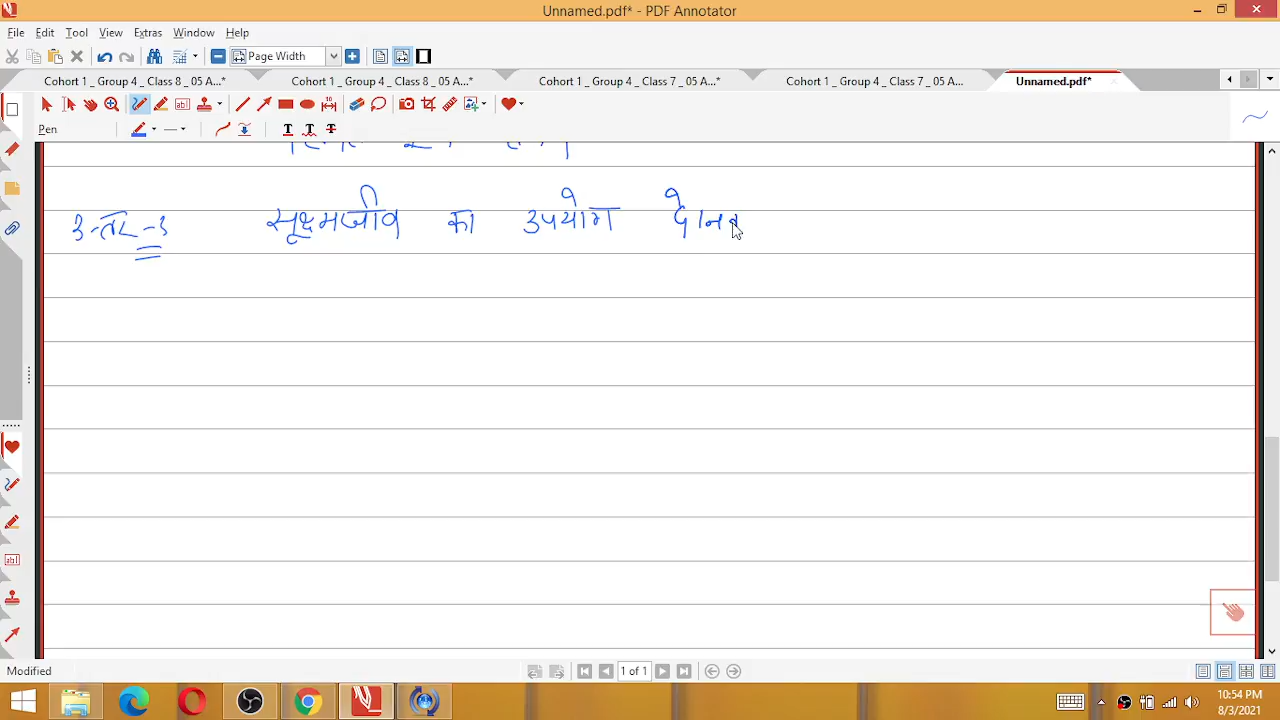 Unnamed.pdf* - PDF Annotator
File Edit Tool View Extras Window Help
Page Width
Cohort 1 _ Group 4 _ Class 8 _ 05 A...* Cohort 1 _ Group 4 _ Class 8 _ 05 A...* Cohort 1 _ Group 4 _ Class 7 _ 05 A...* Cohort 1 _ Group 4 _ Class 7 _ 05 A... Unnamed.pdf*
Pen
उत्तर-3 सूक्ष्मजीव का उपयोग
Modified 1 of 1
10:54 PM
8/3/2021